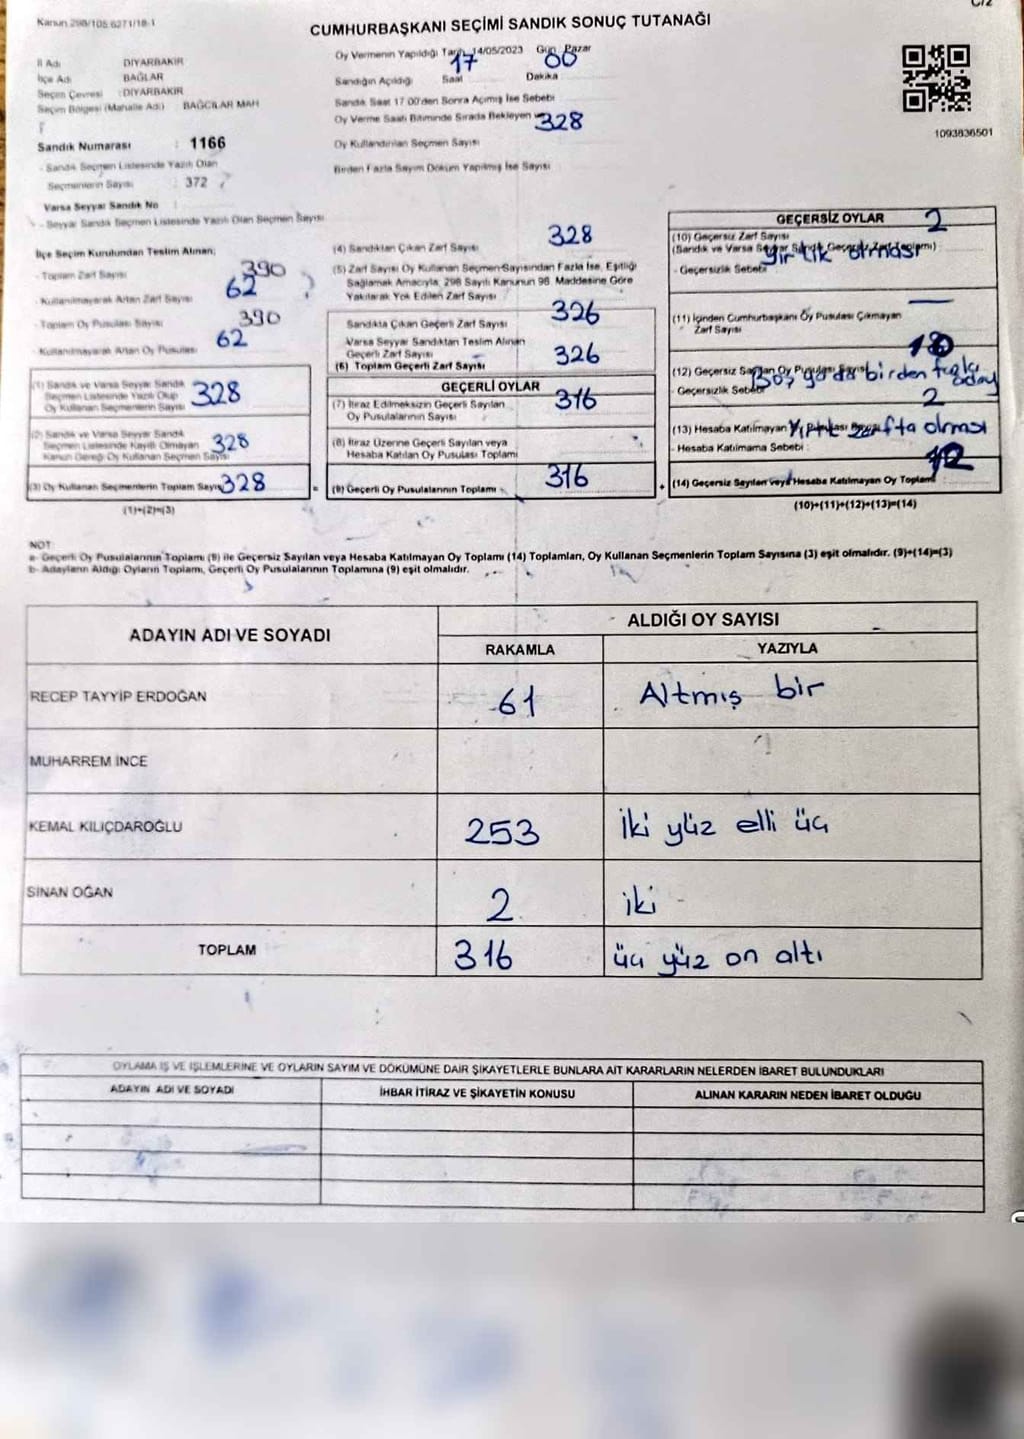 Kanun 298/105 6271/18-1
C/2
CUMHURBAŞKANI SEÇİMİ SANDIK SONUÇ TUTANAĞI
İl Adı DİYARBAKIR
İlçe Adı BAĞLAR
Seçim Çevresi : DİYARBAKIR
Seçim Bölgesi (Mahalle Adı) : BAĞCILAR MAH
Sandık Numarası : 1166
- Sandık Seçmen Listesinde Yazılı Olan
Seçmenlerin Sayısı : 372
Varsa Seyyar Sandık No :
- Seyyar Sandık Seçmen Listesinde Yazılı Olan Seçmen Sayısı
Oy Vermenin Yapıldığı Tarih 14/05/2023 Gün Pazar
Sandığın Açıldığı Saat 17 Dakika 00
Sandık Saat 17 00'den Sonra Açılmış İse Sebebi
Oy Verme Saati Bitiminde Sırada Bekleyen ve
Oy Kullandırılan Seçmen Sayısı
328
Birden Fazla Sayım Döküm Yapılmış İse Sayısı
1093836501
İlçe Seçim Kurulundan Teslim Alınan;
- Toplam Zarf Sayısı 390
- Kullanılmayarak Artan Zarf Sayısı 62
- Toplam Oy Pusulası Sayısı 390
- Kullanılmayarak Artan Oy Pusulası 62
(1) Sandık ve Varsa Seyyar Sandık
Seçmen Listesinde Yazılı Olup
Oy Kullanan Seçmenlerin Sayısı 328
(2) Sandık ve Varsa Seyyar Sandık
Seçmen Listesinde Kayıtlı Olmayan
Kanun Gereği Oy Kullanan Seçmen Sayısı 328
(3) Oy Kullanan Seçmenlerin Toplam Sayısı 328
(1)+(2)=(3)
(4) Sandıktan Çıkan Zarf Sayısı 328
(5) Zarf Sayısı Oy Kullanan Seçmen Sayısından Fazla İse, Eşitliği
Sağlamak Amacıyla, 298 Sayılı Kanunun 98. Maddesine Göre
Yakılarak Yok Edilen Zarf Sayısı
Sandıkta Çıkan Geçerli Zarf Sayısı 326
Varsa Seyyar Sandıktan Teslim Alınan
Geçerli Zarf Sayısı
(6) Toplam Geçerli Zarf Sayısı 326
GEÇERLİ OYLAR
(7) İtiraz Edilmeksizin Geçerli Sayılan
Oy Pusulalarının Sayısı 316
(8) İtiraz Üzerine Geçerli Sayılan veya
Hesaba Katılan Oy Pusulası Toplamı
(9) Geçerli Oy Pusulalarının Toplamı 316
GEÇERSİZ OYLAR
(10) Geçersiz Zarf Sayısı 2
(Sandık ve Varsa Seyyar Sandık Geçersiz Zarf Toplamı)
- Geçersizlik Sebebi olması
(11) İçinden Cumhurbaşkanı Oy Pusulası Çıkmayan
Zarf Sayısı —
(12) Geçersiz Sayılan Oy Pusulası Sayısı 10
- Geçersizlik Sebebi Boş ya da birden fazla aday
(13) Hesaba Katılmayan Oy Pusulası Sayısı 2
- Hesaba Katılmama Sebebi : Yırtık zarfta olması
(14) Geçersiz Sayılan veya Hesaba Katılmayan Oy Toplamı 12
(10)+(11)+(12)+(13)=(14)
NOT:
a- Geçerli Oy Pusulalarının Toplamı (9) ile Geçersiz Sayılan veya Hesaba Katılmayan Oy Toplamı (14) Toplamları, Oy Kullanan Seçmenlerin Toplam Sayısına (3) eşit olmalıdır. (9)+(14)=(3)
b- Adayların Aldığı Oyların Toplamı, Geçerli Oy Pusulalarının Toplamına (9) eşit olmalıdır.
ADAYIN ADI VE SOYADI ALDIĞI OY SAYISI
RAKAMLA YAZIYLA
RECEP TAYYİP ERDOĞAN 61 Altmış bir
MUHARREM İNCE
KEMAL KILIÇDAROĞLU 253 İki yüz elli üç
SİNAN OĞAN 2 iki
TOPLAM 316 üç yüz on altı
OYLAMA İŞ VE İŞLEMLERİNE VE OYLARIN SAYIM VE DÖKÜMÜNE DAİR ŞİKAYETLERLE BUNLARA AİT KARARLARIN NELERDEN İBARET BULUNDUKLARI
ADAYIN ADI VE SOYADI İHBAR İTİRAZ VE ŞİKAYETİN KONUSU ALINAN KARARIN NEDEN İBARET OLDUĞU